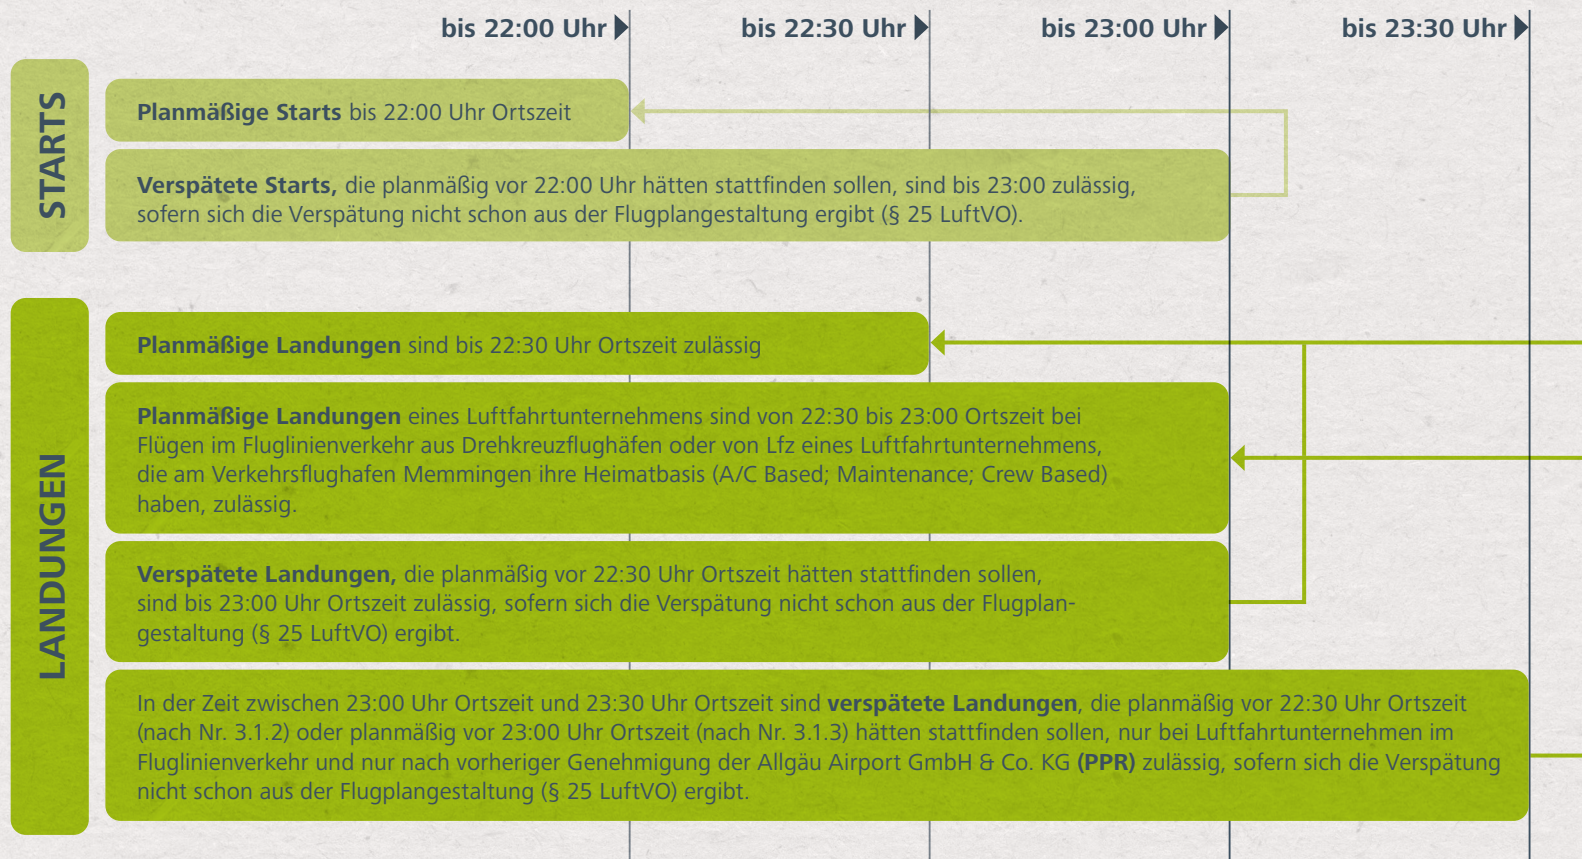 bis 22:00 Uhr
bis 22:30 Uhr
bis 23:00 Uhr
bis 23:30 Uhr
STARTS
Planmäßige Starts bis 22:00 Uhr Ortszeit
Verspätete Starts, die planmäßig vor 22:00 Uhr hätten stattfinden sollen, sind bis 23:00 zulässig,
sofern sich die Verspätung nicht schon aus der Flugplangestaltung ergibt (§ 25 LuftVO).
LANDUNGEN
Planmäßige Landungen sind bis 22:30 Uhr Ortszeit zulässig
Planmäßige Landungen eines Luftfahrtunternehmens sind von 22:30 bis 23:00 Ortszeit bei
Flügen im Fluglinienverkehr aus Drehkreuzflughäfen oder von Lfz eines Luftfahrtunternehmens,
die am Verkehrsflughafen Memmingen ihre Heimatbasis (A/C Based; Maintenance; Crew Based)
haben, zulässig.
Verspätete Landungen, die planmäßig vor 22:30 Uhr Ortszeit hätten stattfinden sollen,
sind bis 23:00 Uhr Ortszeit zulässig, sofern sich die Verspätung nicht schon aus der Flugplan-
gestaltung (§ 25 LuftVO) ergibt.
In der Zeit zwischen 23:00 Uhr Ortszeit und 23:30 Uhr Ortszeit sind verspätete Landungen, die planmäßig vor 22:30 Uhr Ortszeit
(nach Nr. 3.1.2) oder planmäßig vor 23:00 Uhr Ortszeit (nach Nr. 3.1.3) hätten stattfinden sollen, nur bei Luftfahrtunternehmen im
Fluglinienverkehr und nur nach vorheriger Genehmigung der Allgäu Airport GmbH & Co. KG (PPR) zulässig, sofern sich die Verspätung
nicht schon aus der Flugplangestaltung (§ 25 LuftVO) ergibt.